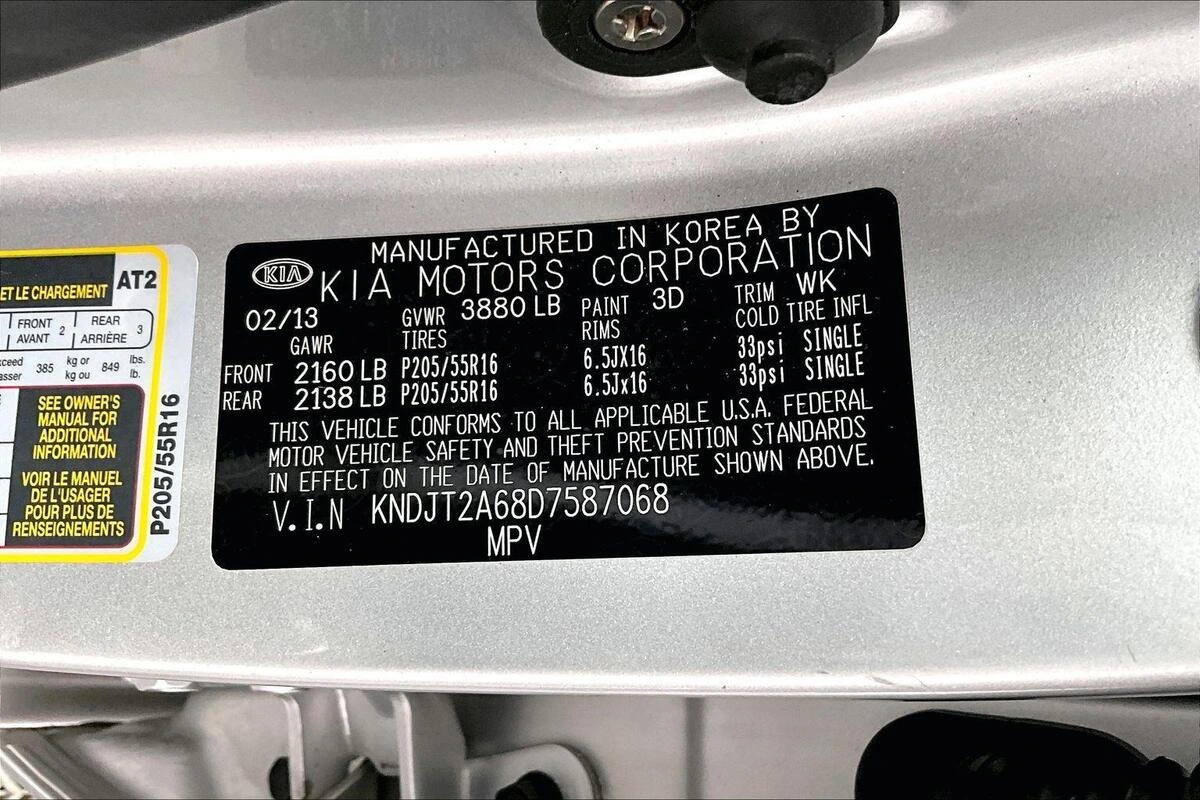 MANUFACTURED IN KOREA BY
KIA KIA MOTORS CORPORATION
02/13 GVWR 3880 LB PAINT 3D TRIM WK
GAWR TIRES RIMS COLD TIRE INFL
FRONT 2160 LB P205/55R16 6.5JX16 33psi SINGLE
REAR 2138 LB P205/55R16 6.5Jx16 33psi SINGLE
THIS VEHICLE CONFORMS TO ALL APPLICABLE U.S.A. FEDERAL
MOTOR VEHICLE SAFETY AND THEFT PREVENTION STANDARDS
IN EFFECT ON THE DATE OF MANUFACTURE SHOWN ABOVE.
V.I.N KNDJT2A68D7587068
MPV
ET LE CHARGEMENT AT2
FRONT 2 REAR 3
AVANT ARRIÈRE
385 kg or 849 lbs.
kg ou lb.
SEE OWNER'S
MANUAL FOR
ADDITIONAL
INFORMATION
VOIR LE MANUEL
DE L'USAGER
POUR PLUS DE
RENSEIGNEMENTS
P205/55R16